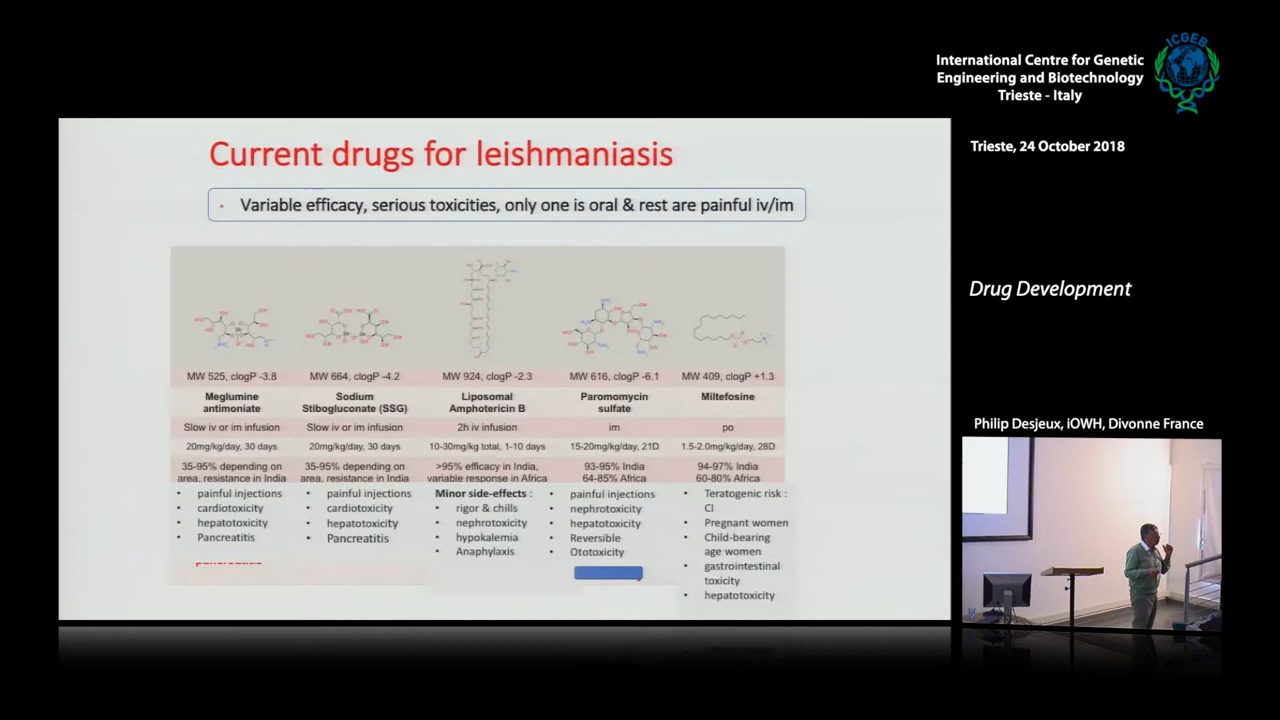 ICGEB
International Centre for Genetic
Engineering and Biotechnology
Trieste - Italy
Trieste, 24 October 2018
Drug Development
Philip Desjeux, iOWH, Divonne France
Current drugs for leishmaniasis
• Variable efficacy, serious toxicities, only one is oral & rest are painful iv/im
MW 525, clogP -3.8
Meglumine
antimoniate
Slow iv or im infusion
20mg/kg/day, 30 days
35-95% depending on
area, resistance in India
• painful injections
• cardiotoxicity
• hepatotoxicity
• Pancreatitis
MW 664, clogP -4.2
Sodium
Stibogluconate (SSG)
Slow iv or im infusion
20mg/kg/day, 30 days
35-95% depending on
area, resistance in India
• painful injections
• cardiotoxicity
• hepatotoxicity
• Pancreatitis
MW 924, clogP -2.3
Liposomal
Amphotericin B
2h iv infusion
10-30mg/kg total, 1-10 days
>95% efficacy in India,
variable response in Africa
Minor side-effects :
• rigor & chills
• nephrotoxicity
• hypokalemia
• Anaphylaxis
MW 616, clogP -6.1
Paromomycin
sulfate
im
15-20mg/kg/day, 21D
93-95% India
64-85% Africa
• painful injections
• nephrotoxicity
• hepatotoxicity
• Reversible
• Ototoxicity
MW 409, clogP +1.3
Miltefosine
po
1.5-2.0mg/kg/day, 28D
94-97% India
60-80% Africa
• Teratogenic risk :
CI
• Pregnant women
• Child-bearing
age women
• gastrointestinal
toxicity
• hepatotoxicity